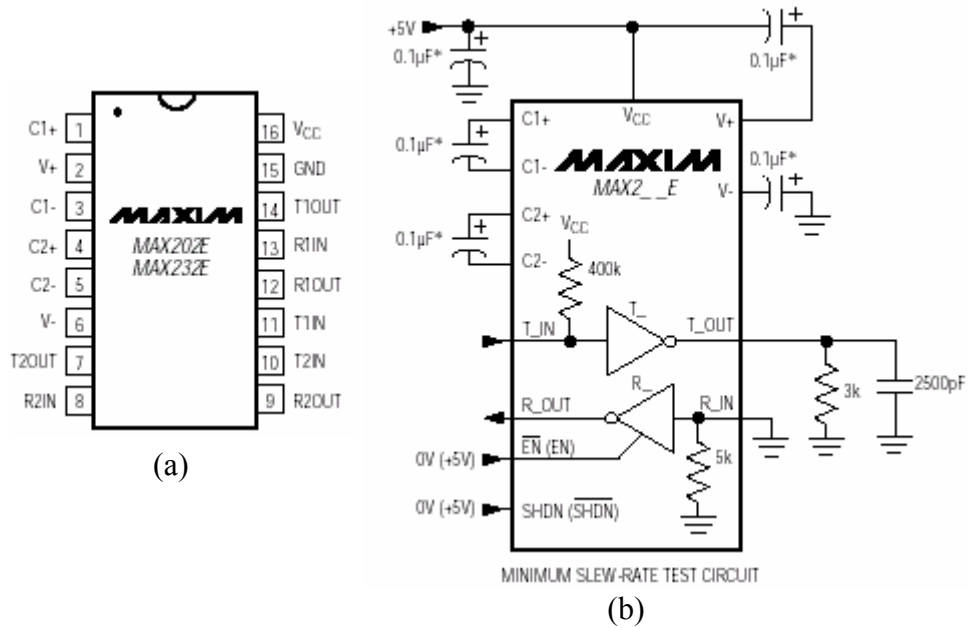 C1+ 1 16 VCC
V+ 2 15 GND
C1- 3 14 T1OUT
C2+ 4 13 R1IN
C2- 5 12 R1OUT
V- 6 11 T1IN
T2OUT 7 10 T2IN
R2IN 8 9 R2OUT
MAXIM
MAX202E
MAX232E
(a)
+5V
0.1µF*
+
0.1µF*
+
C1+
VCC
V+
0.1µF*
+
C1-
MAXIM
MAX2_ _E
V-
0.1µF*
+
C2+
0.1µF*
+
C2-
VCC
400k
T_IN
T_
T_OUT
3k
2500pF
R_OUT
R_
R_IN
5k
0V (+5V)
E̅N̅ (EN)
0V (+5V)
SHDN (S̅H̅D̅N̅)
MINIMUM SLEW-RATE TEST CIRCUIT
(b)